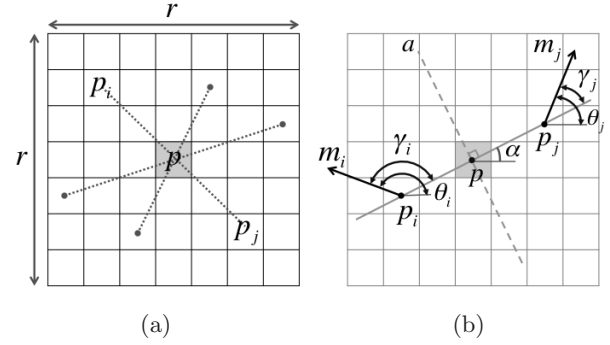 r
r
p_i
p
p_j
(a)
a
m_j
γ_j
θ_j
p_j
α
p
m_i
γ_i
θ_i
p_i
(b)